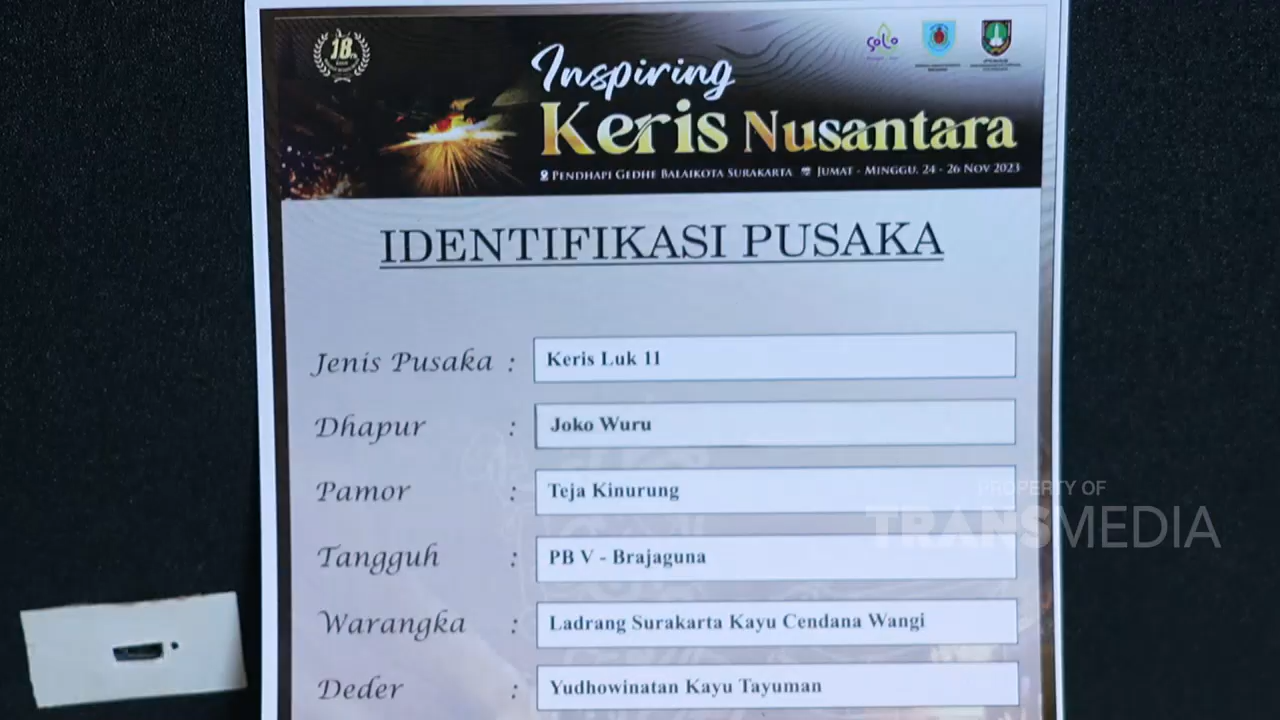 18
solo
Inspiring
Keris Nusantara
PENDHAPI GEDHE BALAIKOTA SURAKARTA JUMAT - MINGGU. 24 - 26 NOV 2023
IDENTIFIKASI PUSAKA
Jenis Pusaka : Keris Luk 11
Dhapur : Joko Wuru
Pamor : Teja Kinurung
PROPERTY OF
TRANSMEDIA
Tangguh : PB V - Brajaguna
Warangka : Ladrang Surakarta Kayu Cendana Wangi
Deder : Yudhowinatan Kayu Tayuman